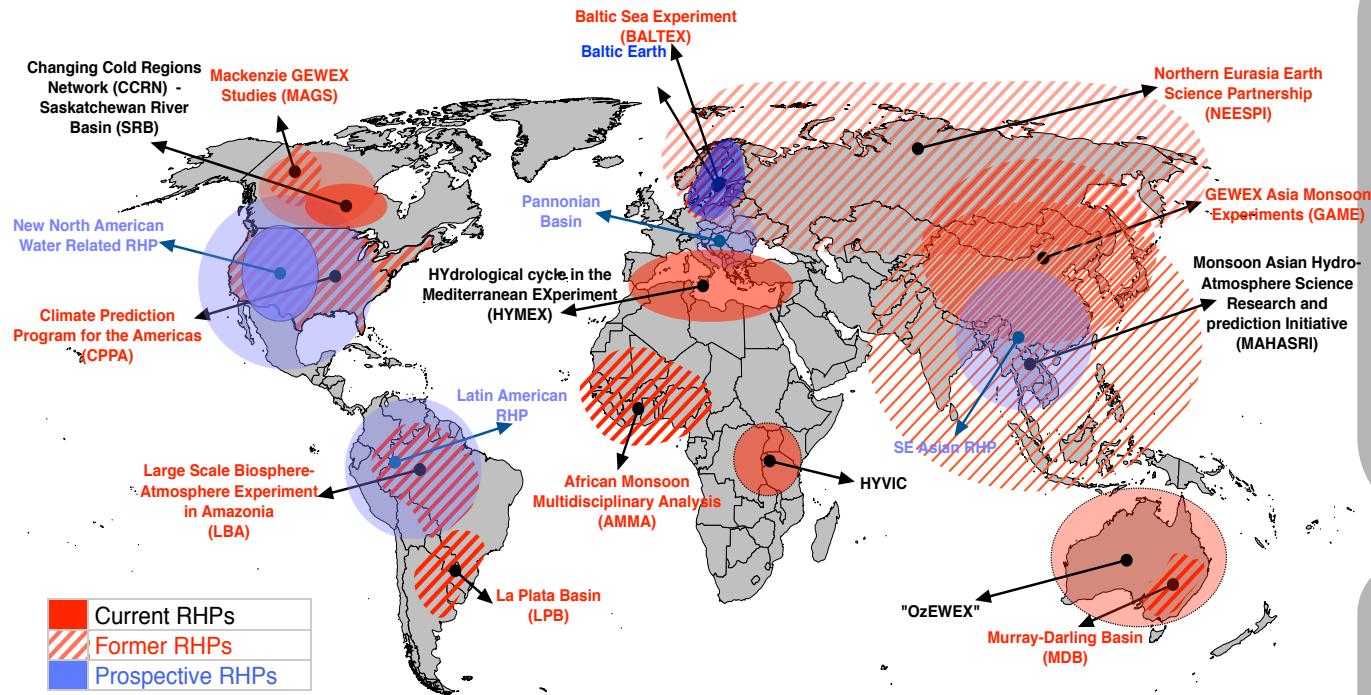 Baltic Sea Experiment
(BALTEX)
Baltic Earth
Changing Cold Regions
Network (CCRN) -
Saskatchewan River
Basin (SRB)
Mackenzie GEWEX
Studies (MAGS)
Northern Eurasia Earth
Science Partnership
(NEESPI)
New North American
Water Related RHP
Pannonian
Basin
GEWEX Asia Monsoon
Experiments (GAME)
HYdrological cycle in the
Mediterranean EXperiment
(HYMEX)
Monsoon Asian Hydro-
Atmosphere Science
Research and
prediction Initiative
(MAHASRI)
Climate Prediction
Program for the Americas
(CPPA)
Latin American
RHP
SE Asian RHP
Large Scale Biosphere-
Atmosphere Experiment
in Amazonia
(LBA)
African Monsoon
Multidisciplinary Analysis
(AMMA)
HYVIC
La Plata Basin
(LPB)
"OzEWEX"
Murray-Darling Basin
(MDB)
Current RHPs
Former RHPs
Prospective RHPs